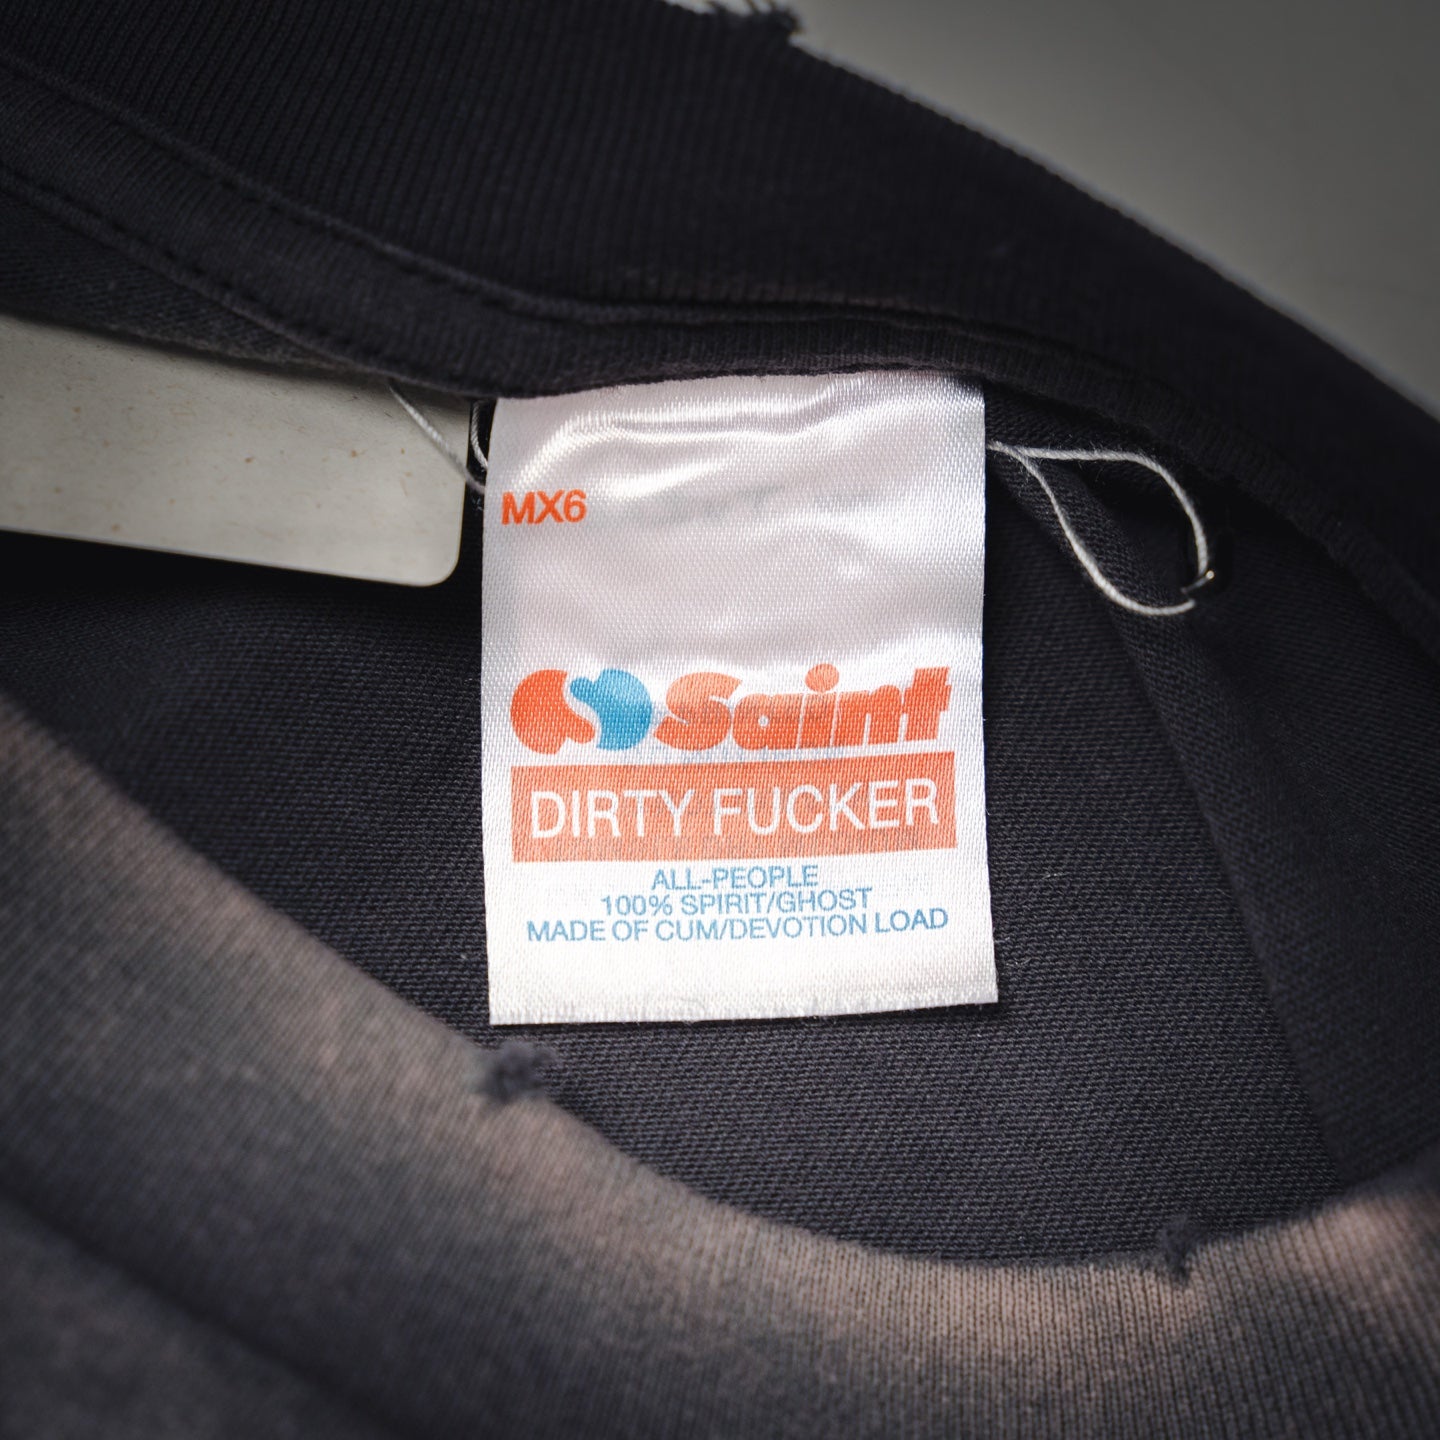 MX6
Saint
DIRTY FUCKER
ALL-PEOPLE
100% SPIRIT/GHOST
MADE OF CUM/DEVOTION LOAD